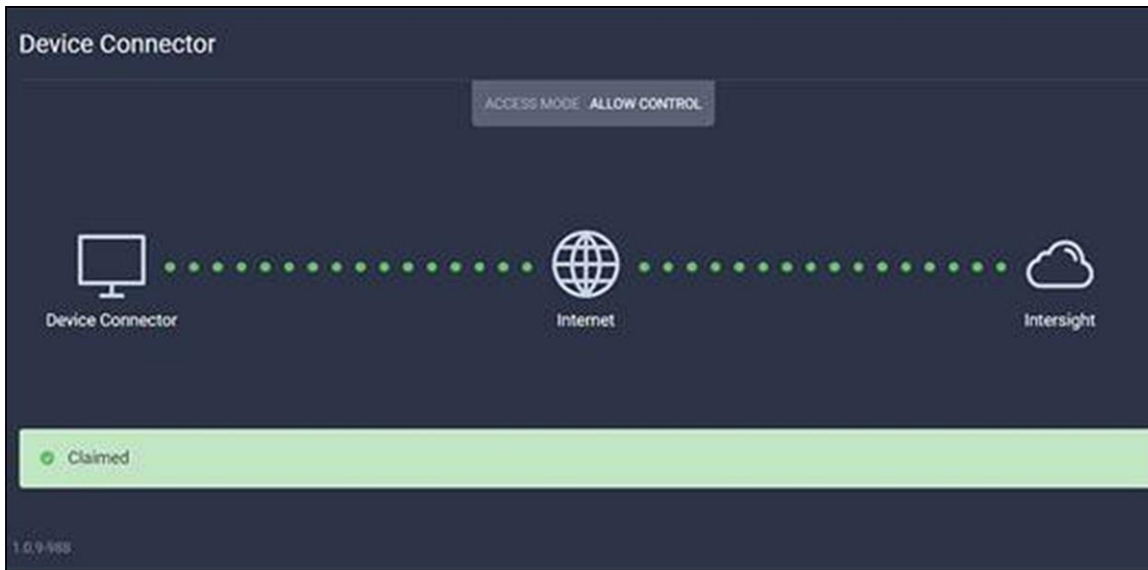 Device Connector
ACCESS MODE ALLOW CONTROL
Device Connector
Internet
Intersight
Claimed
1.0.9-988